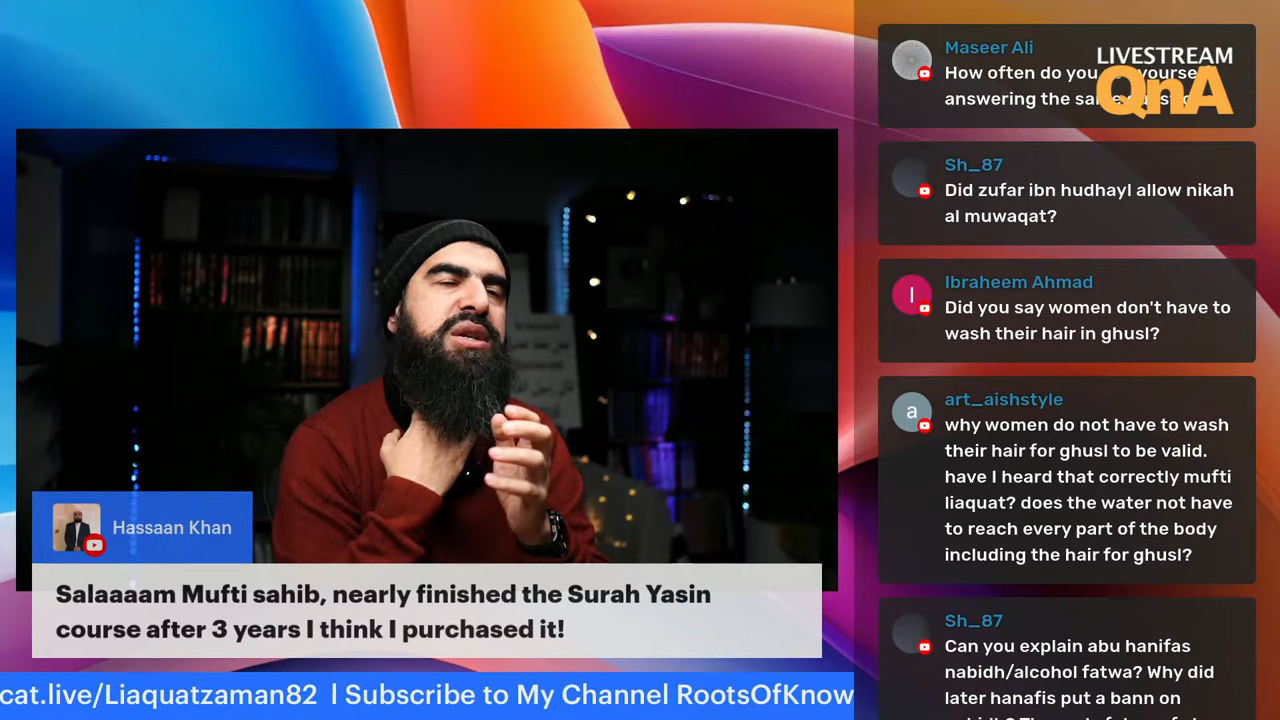 LIVESTREAM
QnA
Maseer Ali
How often do you
answering the
Sh_87
Did zufar ibn hudhayl allow nikah
al muwaqat?
I
Ibraheem Ahmad
Did you say women don't have to
wash their hair in ghusl?
a
art_aishstyle
why women do not have to wash
their hair for ghusl to be valid.
have I heard that correctly mufti
liaquat? does the water not have
to reach every part of the body
including the hair for ghusl?
Sh_87
Can you explain abu hanifas
nabidh/alcohol fatwa? Why did
later hanafis put a bann on
Hassaan Khan
Salaaaam Mufti sahib, nearly finished the Surah Yasin
course after 3 years I think I purchased it!
cat.live/Liaquatzaman82 | Subscribe to My Channel RootsOfKnow